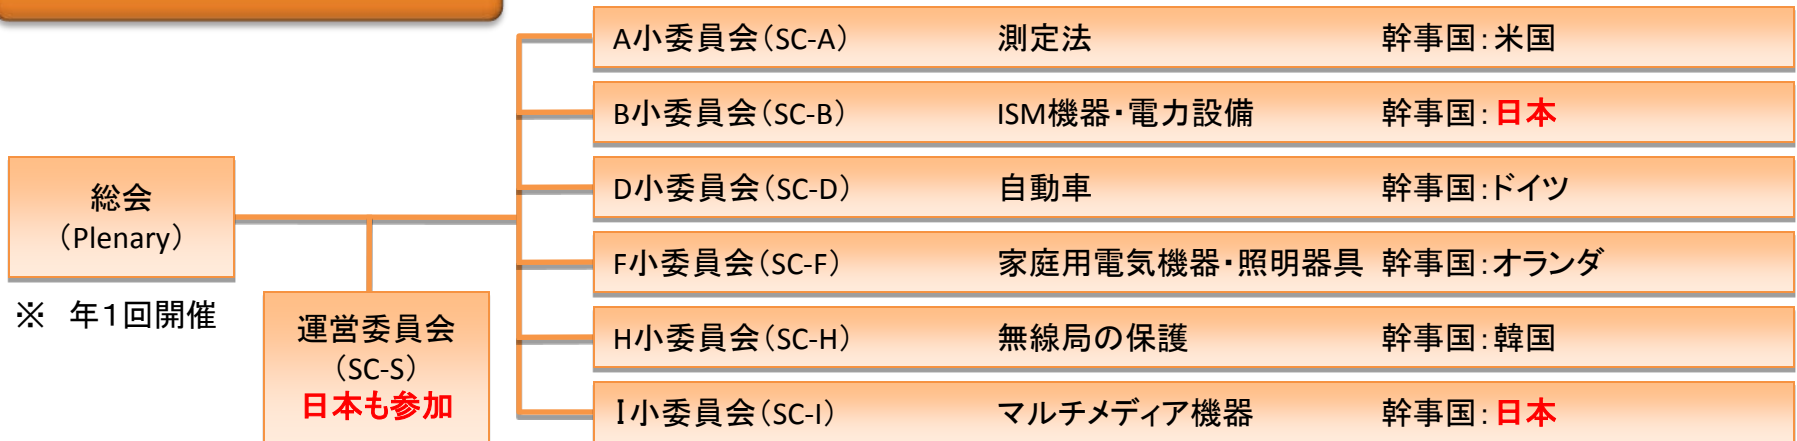 総会
（Plenary）
※　年１回開催
運営委員会
（SC-S）
日本も参加
A小委員会（SC-A）　測定法　幹事国：米国
B小委員会（SC-B）　ISM機器・電力設備　幹事国：日本
D小委員会（SC-D）　自動車　幹事国：ドイツ
F小委員会（SC-F）　家庭用電気機器・照明器具　幹事国：オランダ
H小委員会（SC-H）　無線局の保護　幹事国：韓国
I小委員会（SC-I）　マルチメディア機器　幹事国：日本